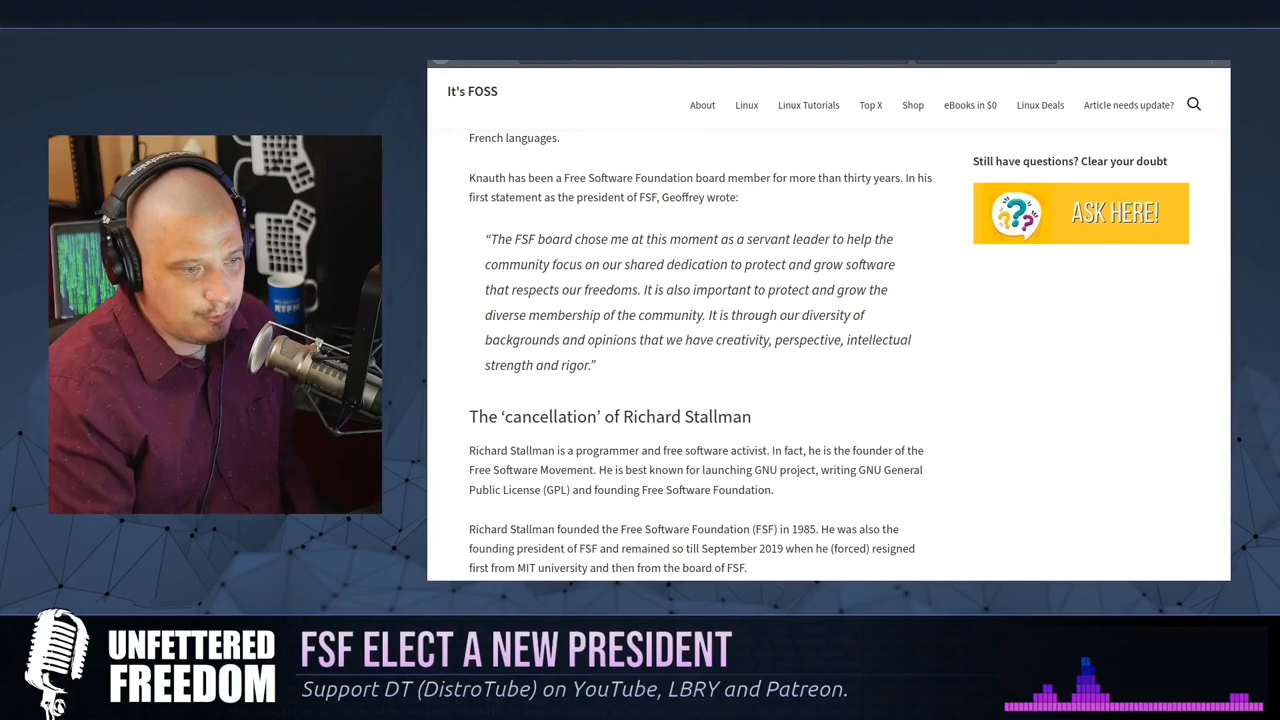 It's FOSS
About Linux Linux Tutorials Top X Shop eBooks in $0 Linux Deals Article needs update?
French languages.
Knauth has been a Free Software Foundation board member for more than thirty years. In his
first statement as the president of FSF, Geoffrey wrote:
“The FSF board chose me at this moment as a servant leader to help the
community focus on our shared dedication to protect and grow software
that respects our freedoms. It is also important to protect and grow the
diverse membership of the community. It is through our diversity of
backgrounds and opinions that we have creativity, perspective, intellectual
strength and rigor.”
The ‘cancellation’ of Richard Stallman
Richard Stallman is a programmer and free software activist. In fact, he is the founder of the
Free Software Movement. He is best known for launching GNU project, writing GNU General
Public License (GPL) and founding Free Software Foundation.
Richard Stallman founded the Free Software Foundation (FSF) in 1985. He was also the
founding president of FSF and remained so till September 2019 when he (forced) resigned
first from MIT university and then from the board of FSF.
Still have questions? Clear your doubt
???
ASK HERE!
RTFM
UNFETTERED
FREEDOM
FSF ELECT A NEW PRESIDENT
Support DT (DistroTube) on YouTube, LBRY and Patreon.